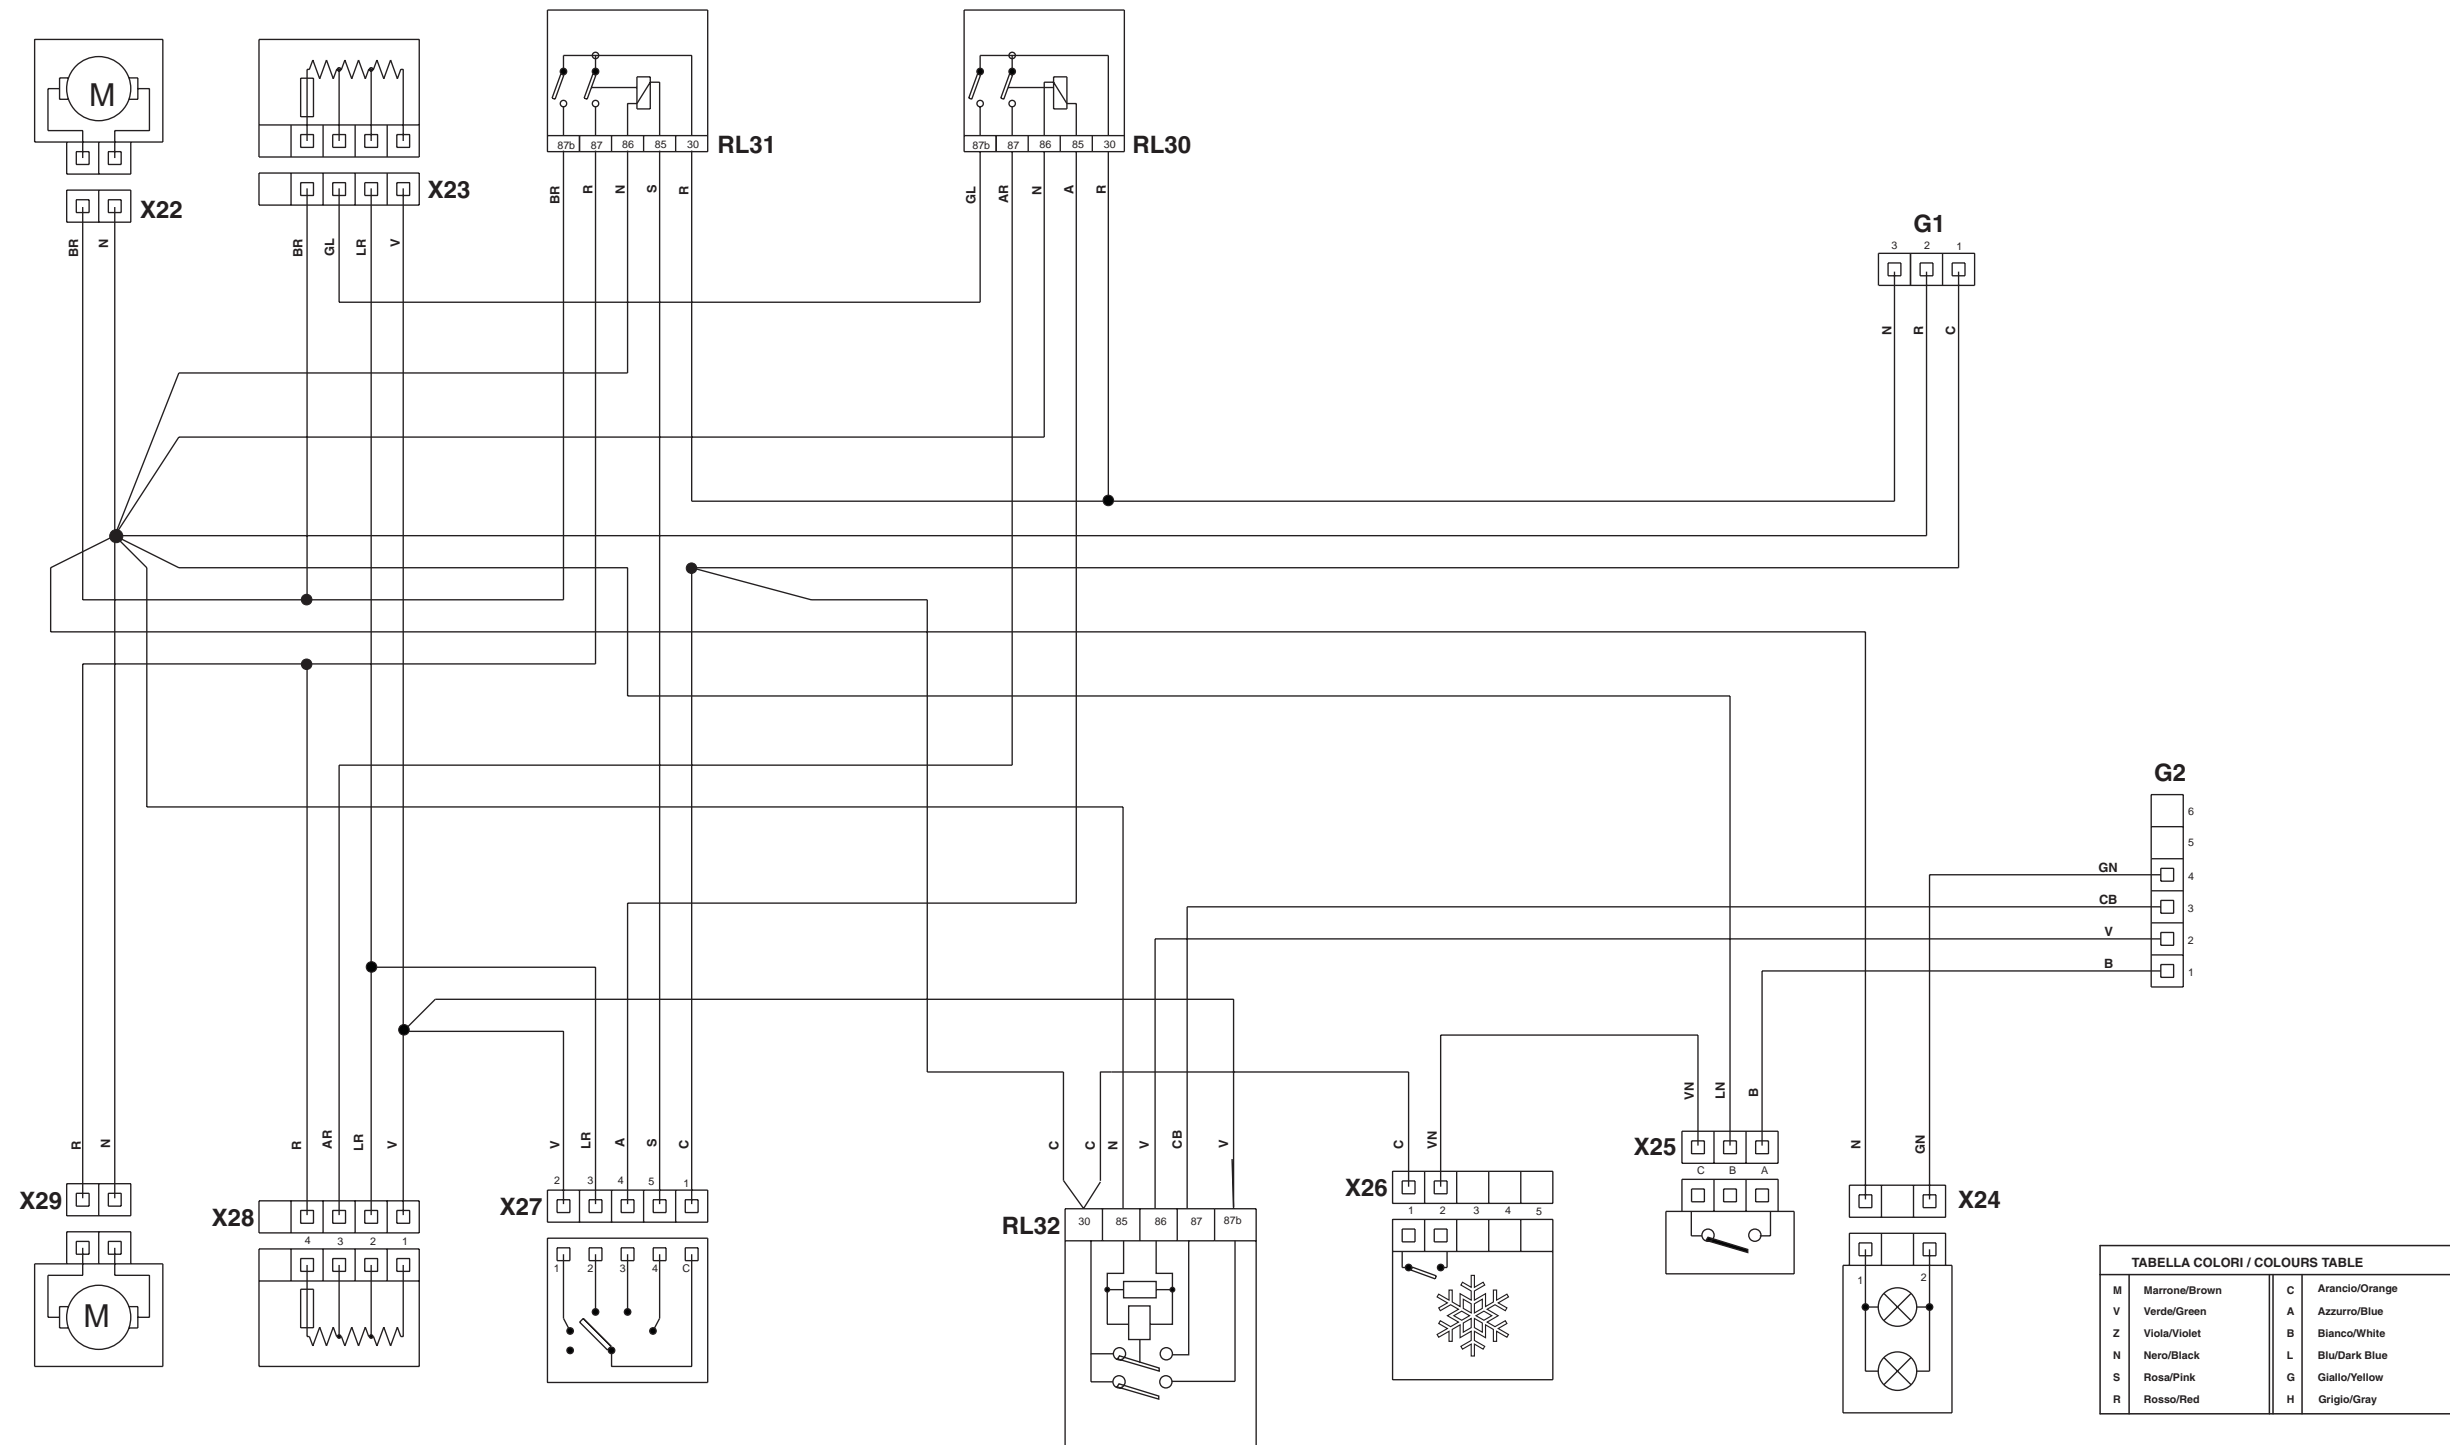 M
X22
BR N
X23
BR GL LR V
87b 87 86 85 30
RL31
BR R N S R
87b 87 86 85 30
RL30
GL AR N A R
G1
3 2 1
N R C
G2
6
5
GN 4
CB 3
V 2
B 1
R N
X29
M
R AR LR V
X28
4 3 2 1
V LR A S C
2 3 4 5 1
X27
1 2 3 4 C
C C N V CB V
RL32
30 85 86 87 87b
C VN
X26
1 2 3 4 5
VN LN B
X25
C B A
N GN
X24
1 2
TABELLA COLORI / COLOURS TABLE
M Marrone/Brown C Arancio/Orange
V Verde/Green A Azzurro/Blue
Z Viola/Violet B Bianco/White
N Nero/Black L Blu/Dark Blue
S Rosa/Pink G Giallo/Yellow
R Rosso/Red H Grigio/Gray